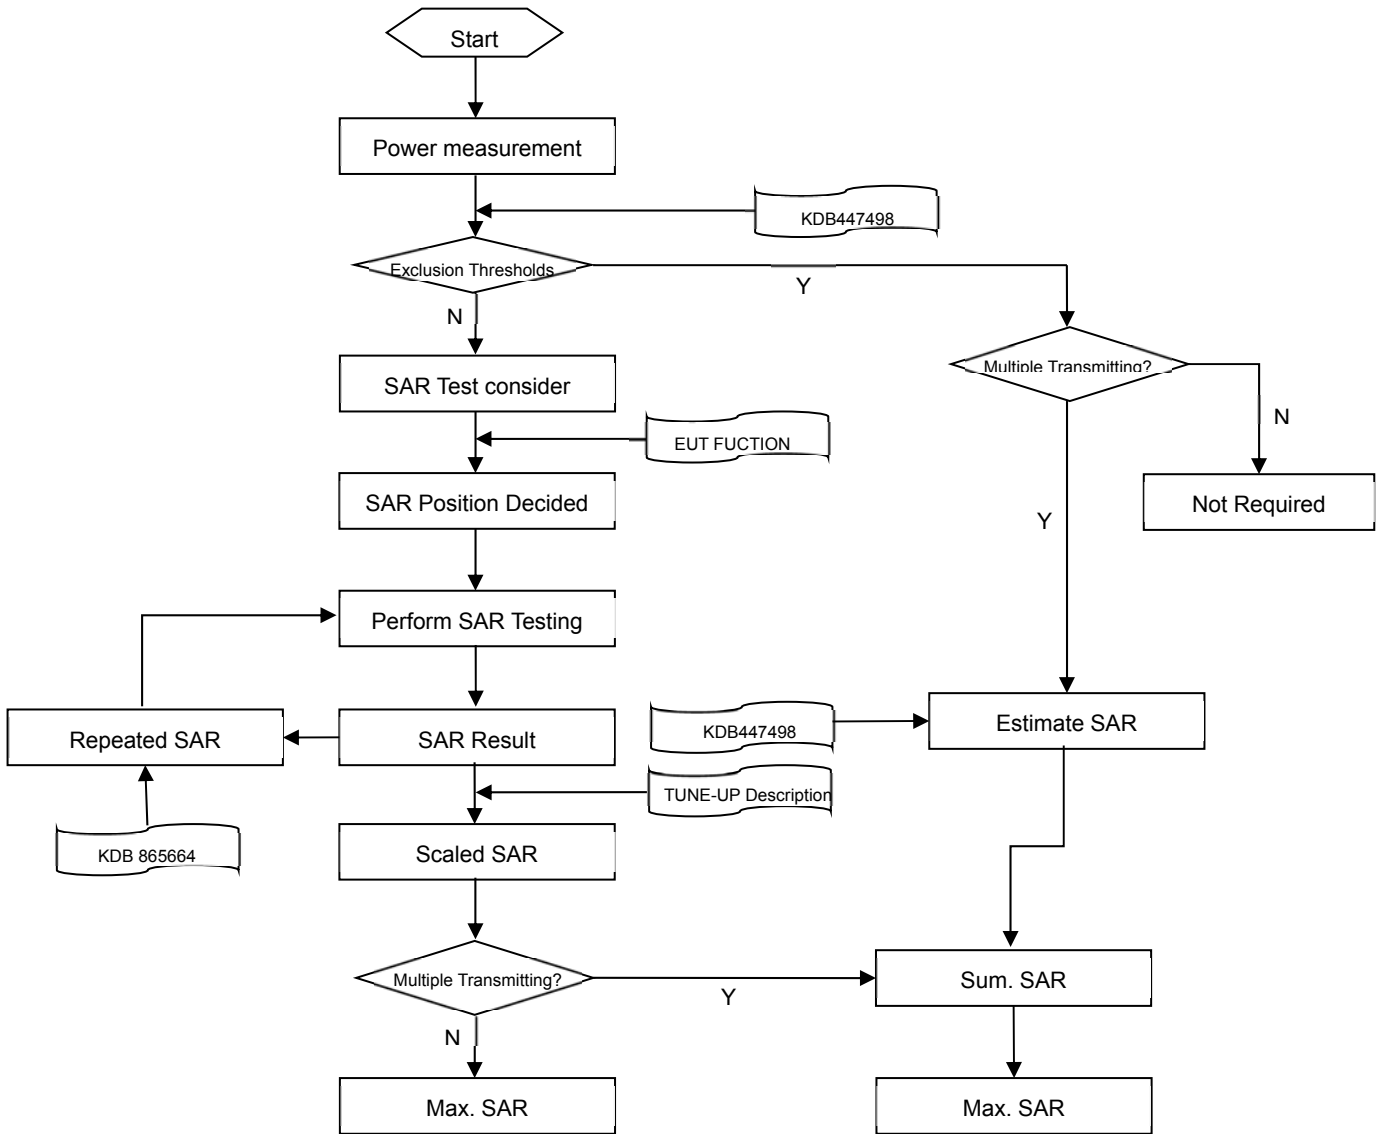 Start
Power measurement
KDB447498
Exclusion Thresholds
Y
N
Multiple Transmitting?
SAR Test consider
N
EUT FUCTION
SAR Position Decided
Not Required
Y
Perform SAR Testing
Estimate SAR
KDB447498
Repeated SAR
SAR Result
TUNE-UP Description
KDB 865664
Scaled SAR
Multiple Transmitting?
Y
Sum. SAR
N
Max. SAR
Max. SAR